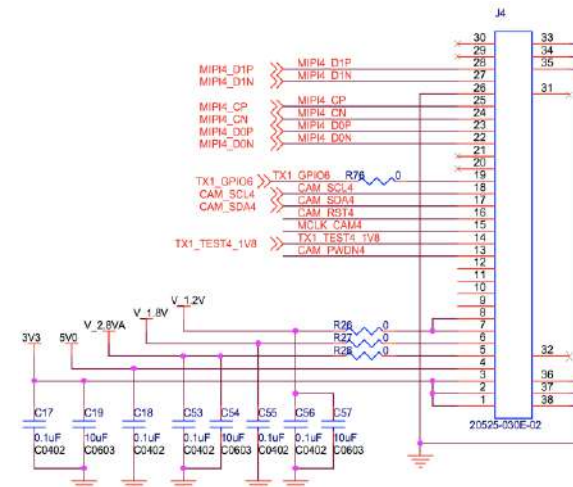 J4
30 33
29 34
MIPI4_D1P MIPI4_D1P 28 35
MIPI4_D1N MIPI4_D1N 27
26 31
MIPI4_CP MIPI4_CP 25
MIPI4_CN MIPI4_CN 24
MIPI4_D0P MIPI4_D0P 23
MIPI4_D0N MIPI4_D0N 22
21
20
TX1_GPIO6 TX1_GPIO6 R76 0 19
CAM_SCL4 CAM_SCL4 18
CAM_SDA4 CAM_SDA4 17
CAM_RST4 16
MCLK_CAM4 15
TX1_TEST4_1V8 TX1_TEST4_1V8 14
CAM_PWDN4 13
12
11
10
9
V_1.2V 8
V_1.8V R26 0 7
V_2.8VA R27 0 6
3V3 5V0 R28 0 5 32
4
3 36
2 37
1 38
C17 C19 C18 C53 C54 C55 C56 C57
0.1uF 10uF 0.1uF 0.1uF 10uF 0.1uF 0.1uF 10uF
C0402 C0603 C0402 C0402 C0603 C0402 C0402 C0603
20525-030E-02